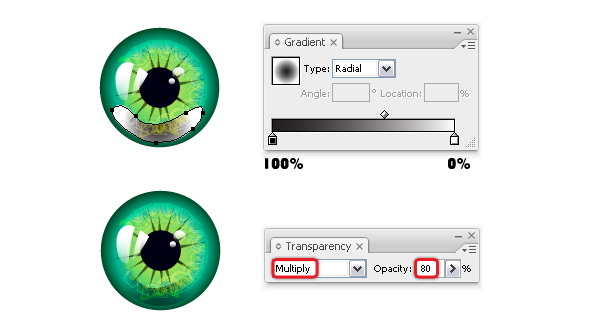 Gradient
Type: Radial
Angle: ° Location: %
100% 0%
Transparency
Multiply Opacity: 80 %